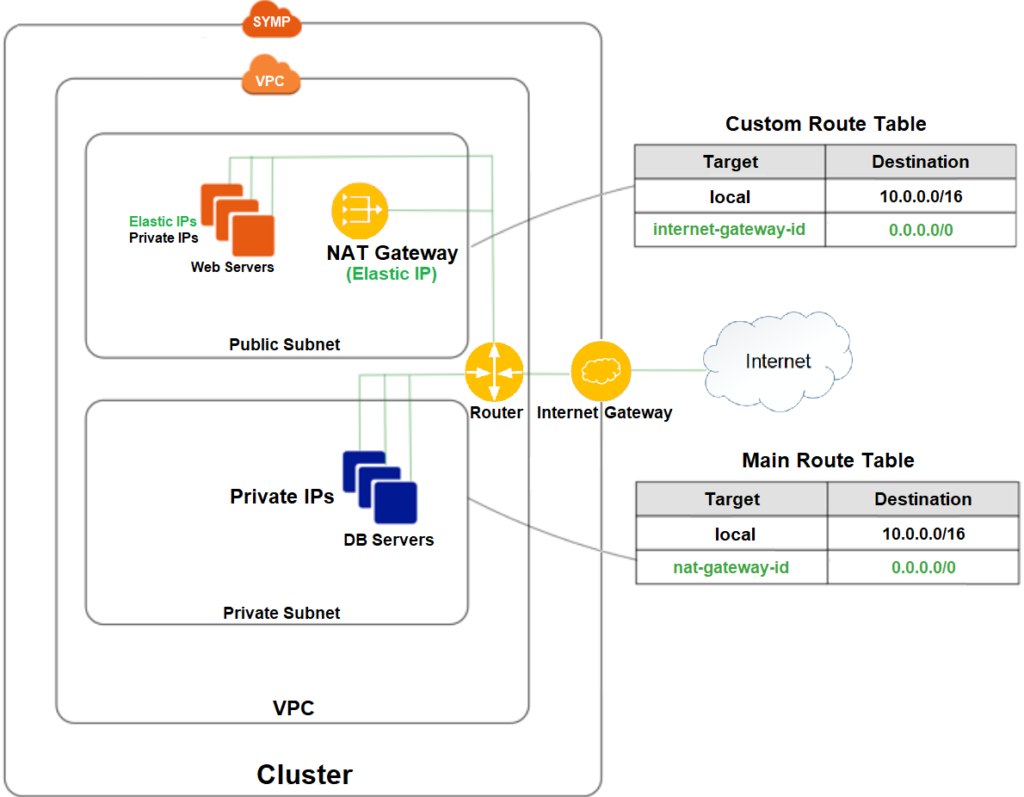 SYMP
VPC
Custom Route Table
Target Destination
local 10.0.0.0/16
internet-gateway-id 0.0.0.0/0
Elastic IPs
Private IPs
Web Servers
NAT Gateway
(Elastic IP)
Public Subnet
Router
Internet Gateway
Internet
Main Route Table
Target Destination
local 10.0.0.0/16
nat-gateway-id 0.0.0.0/0
Private IPs
DB Servers
Private Subnet
VPC
Cluster